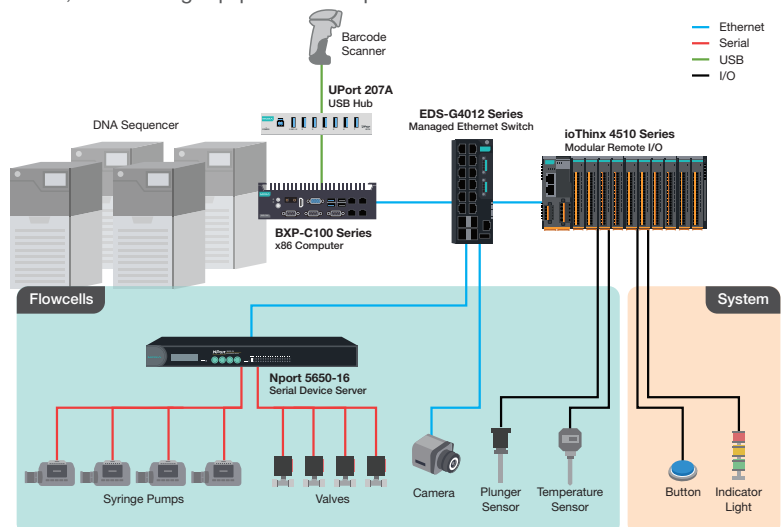 Barcode
Scanner
Ethernet
Serial
USB
I/O
UPort 207A
USB Hub
EDS-G4012 Series
Managed Ethernet Switch
DNA Sequencer
ioThinx 4510 Series
Modular Remote I/O
BXP-C100 Series
x86 Computer
Flowcells
System
NPort
Nport 5650-16
Serial Device Server
Syringe Pumps
Valves
Camera
Plunger
Sensor
Temperature
Sensor
Button
Indicator
Light